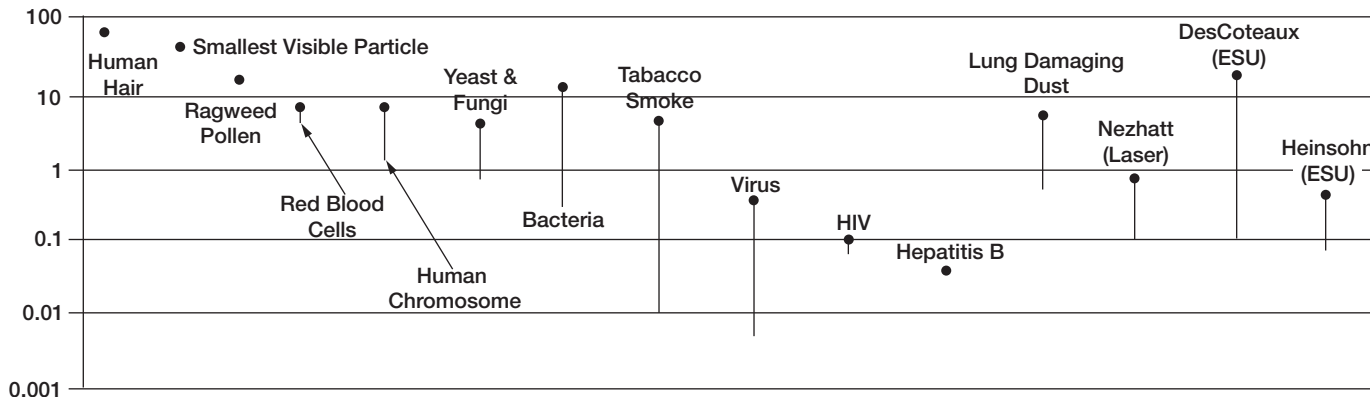 100
10
1
0.1
0.01
0.001
Human
Hair
Smallest Visible Particle
Ragweed
Pollen
Red Blood
Cells
Human
Chromosome
Yeast &
Fungi
Bacteria
Tabacco
Smoke
Virus
HIV
Hepatitis B
Lung Damaging
Dust
Nezhatt
(Laser)
DesCoteaux
(ESU)
Heinsohn
(ESU)